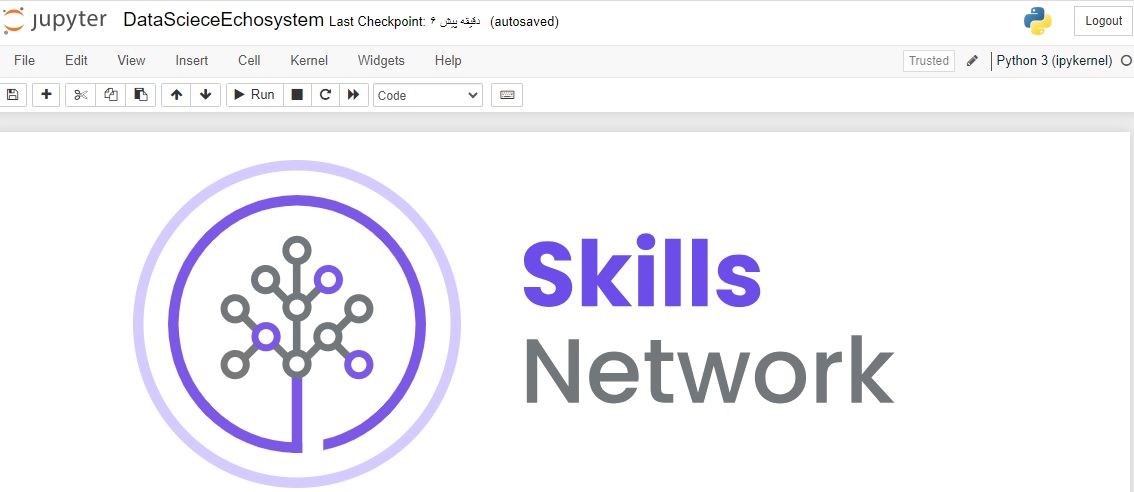 jupyter DataScieceEchosystem Last Checkpoint: ۶ دقیقه پیش (autosaved) Logout
File Edit View Insert Cell Kernel Widgets Help Trusted Python 3 (ipykernel)
Run Code
Skills
Network